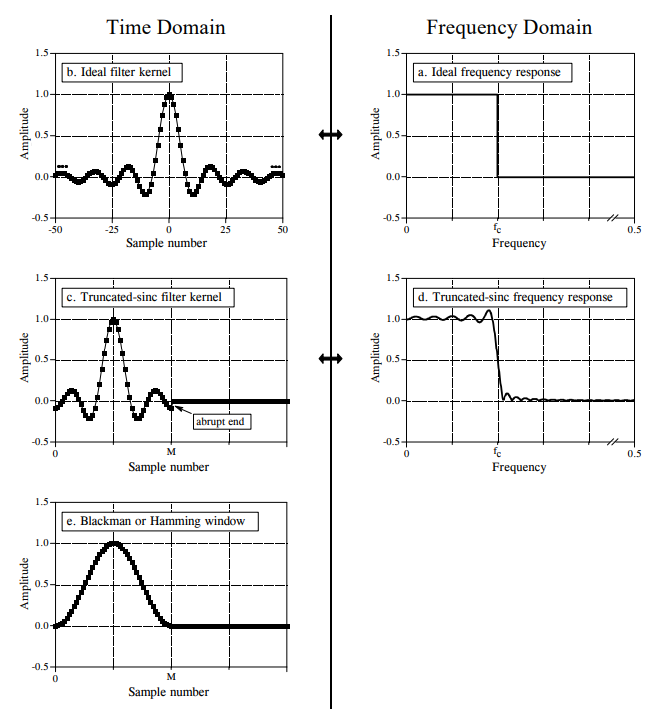 Time Domain
Frequency Domain
1.5
1.0
0.5
0.0
-0.5
Amplitude
b. Ideal filter kernel
-50
-25
0
25
50
Sample number
1.5
1.0
0.5
0.0
-0.5
Amplitude
a. Ideal frequency response
0
fc
0.5
Frequency
1.5
1.0
0.5
0.0
-0.5
Amplitude
c. Truncated-sinc filter kernel
abrupt end
0
M
Sample number
1.5
1.0
0.5
0.0
-0.5
Amplitude
d. Truncated-sinc frequency response
0
fc
0.5
Frequency
1.5
1.0
0.5
0.0
-0.5
Amplitude
e. Blackman or Hamming window
0
M
Sample number